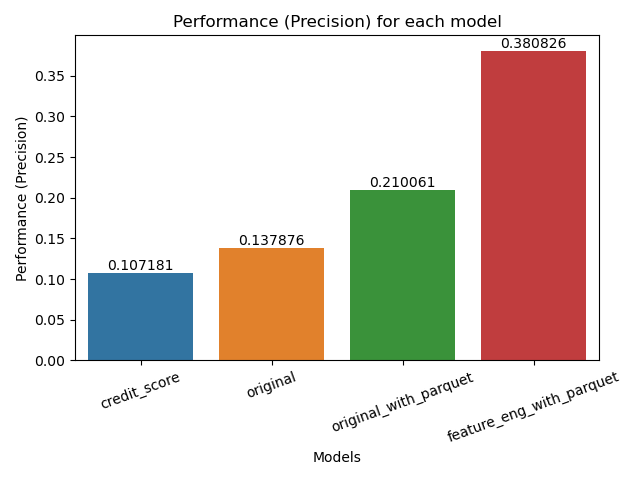 Performance (Precision) for each model
Performance (Precision)
0.35
0.30
0.25
0.20
0.15
0.10
0.05
0.00
0.107181
0.137876
0.210061
0.380826
credit_score
original
original_with_parquet
feature_eng_with_parquet
Models